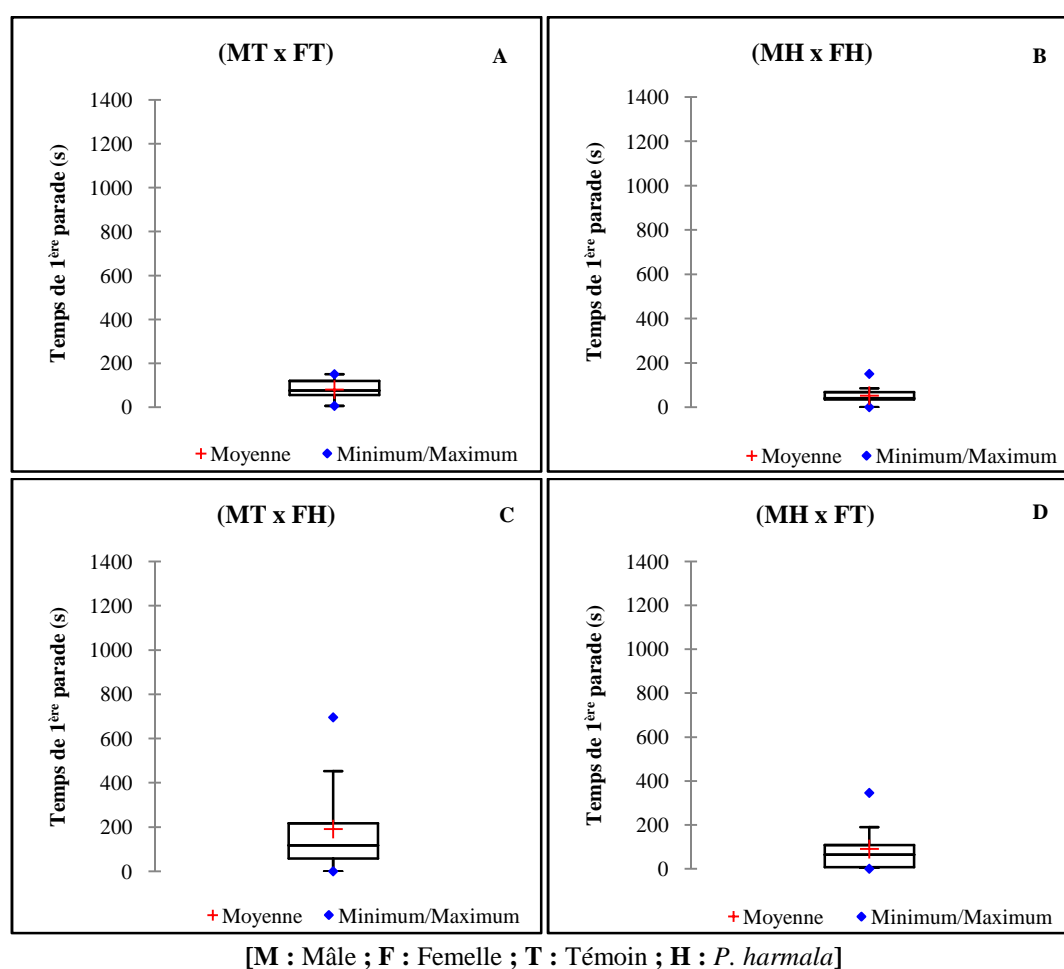 (MT x FT)
A
Temps de 1ère parade (s)
1400
1200
1000
800
600
400
200
0
Moyenne
Minimum/Maximum
(MH x FH)
B
Temps de 1ère parade (s)
1400
1200
1000
800
600
400
200
0
Moyenne
Minimum/Maximum
(MT x FH)
C
Temps de 1ère parade (s)
1400
1200
1000
800
600
400
200
0
Moyenne
Minimum/Maximum
(MH x FT)
D
Temps de 1ère parade (s)
1400
1200
1000
800
600
400
200
0
Moyenne
Minimum/Maximum
[M : Mâle ; F : Femelle ; T : Témoin ; H : P. harmala]